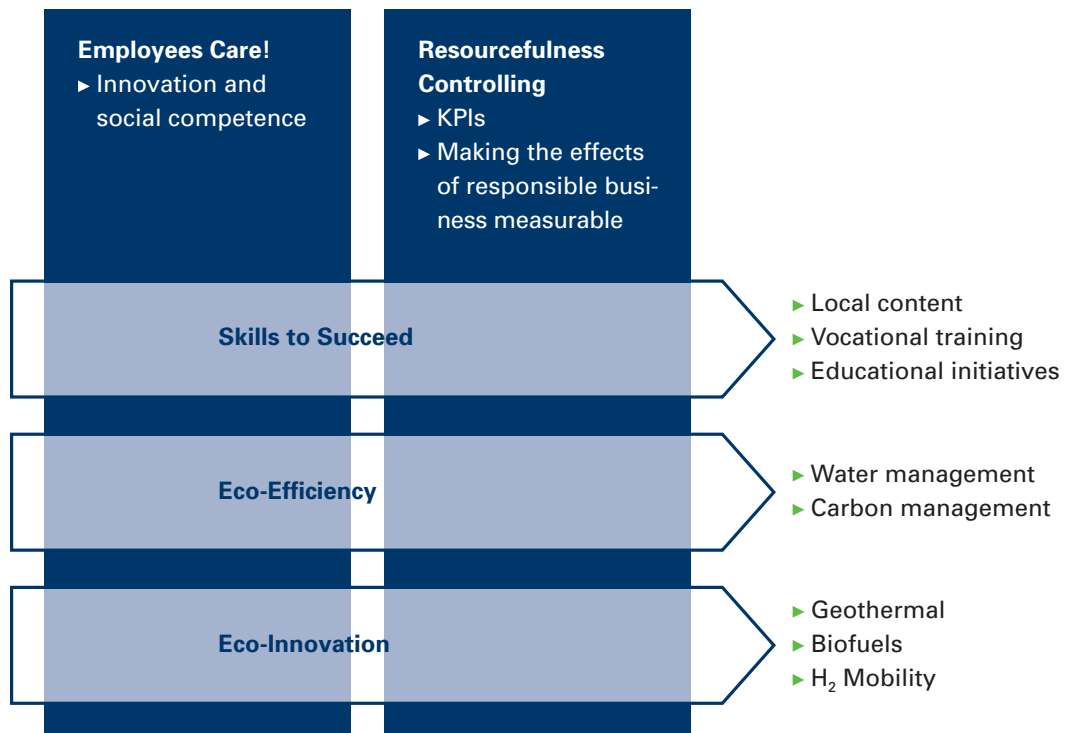 Employees Care!
▸ Innovation and
social competence
Resourcefulness
Controlling
▸ KPIs
▸ Making the effects
of responsible busi-
ness measurable
Skills to Succeed
▸ Local content
▸ Vocational training
▸ Educational initiatives
Eco-Efficiency
▸ Water management
▸ Carbon management
Eco-Innovation
▸ Geothermal
▸ Biofuels
▸ H₂ Mobility